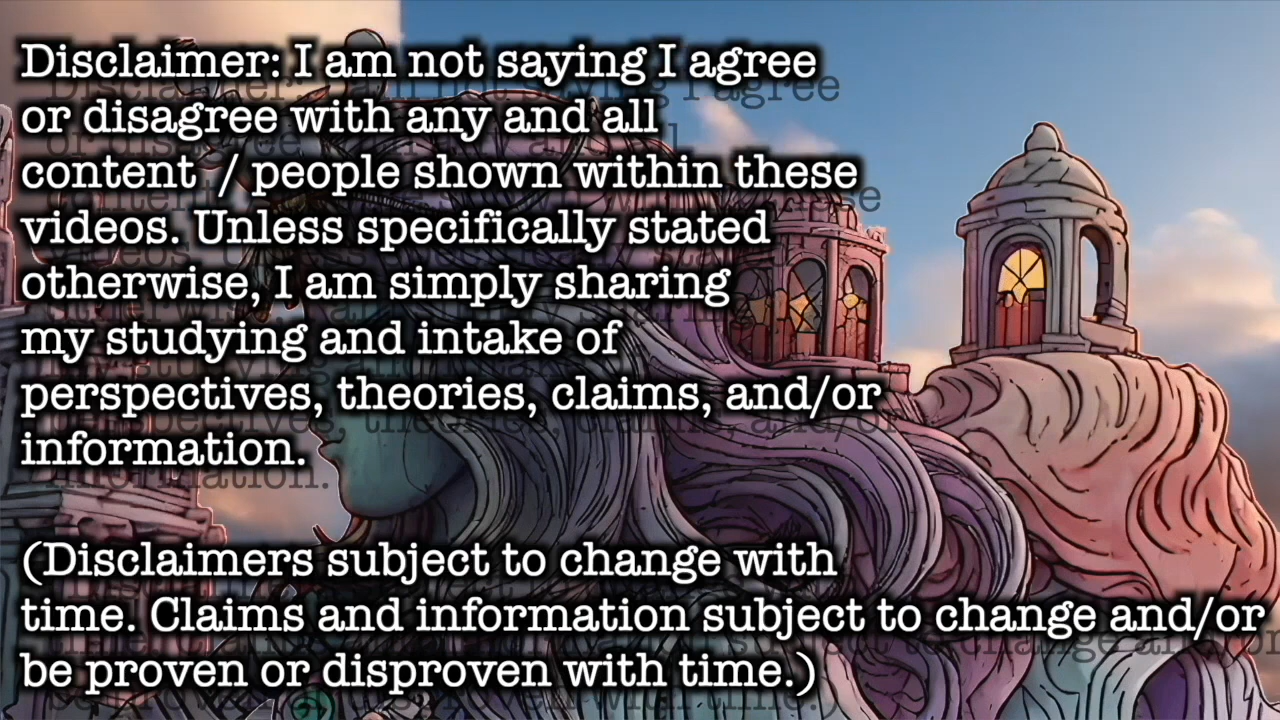 Disclaimer: I am not saying I agree
or disagree with any and all
content / people shown within these
videos. Unless specifically stated
otherwise, I am simply sharing
my studying and intake of
perspectives, theories, claims, and/or
information.
(Disclaimers subject to change with
time. Claims and information subject to change and/or
be proven or disproven with time.)